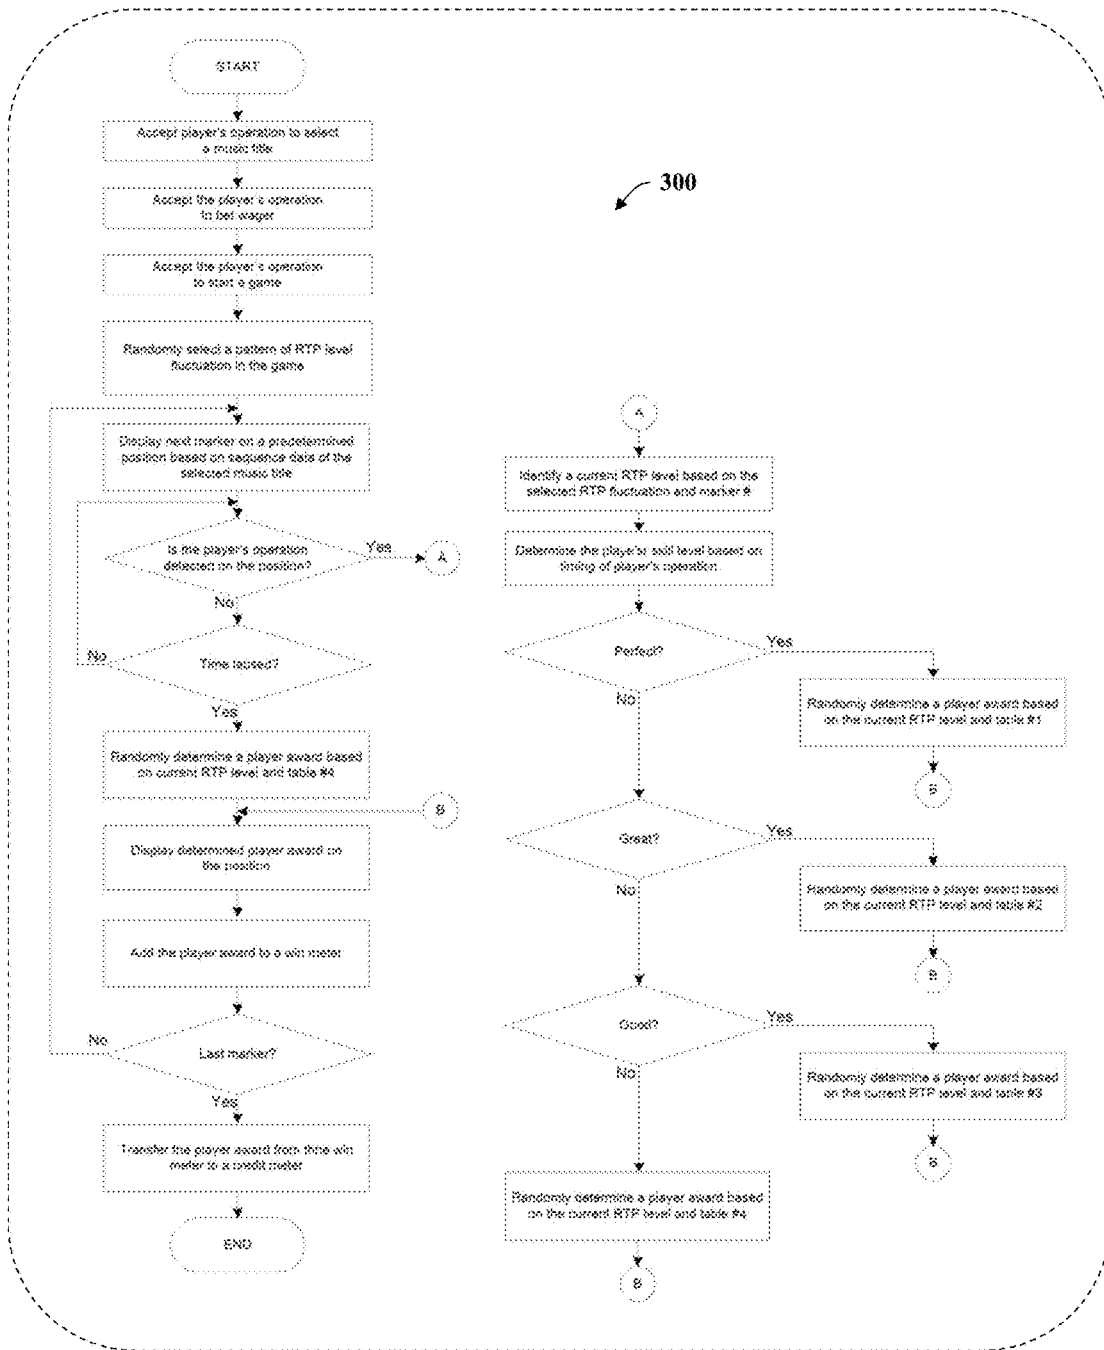 START
Accept player's operation to select
a music title
Accept the player's operation
to bet wager
300
Accept the player's operation
to start a game
Randomly select a pattern of RTP level
fluctuation in the game
Display next marker on a predetermined
position based on sequence data of the
selected music title
Is the player's operation
detected on the position?
Yes
A
No
Time lapsed?
No
Yes
Randomly determine a player award based
on current RTP level and table #4
B
Display determined player award on
the position
Add the player award to a win meter
Last marker?
No
Yes
Transfer the player award from thne win
meter to a credit meter
END
A
Identify a current RTP level based on the
selected RTP fluctuation and marker #
Determine the player's skill level based on
timing of player's operation
Perfect?
Yes
No
Randomly determine a player award based
on the current RTP level and table #1
B
Great?
Yes
No
Randomly determine a player award based
on the current RTP level and table #2
B
Good?
Yes
No
Randomly determine a player award based
on the current RTP level and table #3
B
Randomly determine a player award based
on the current RTP level and table #4
B